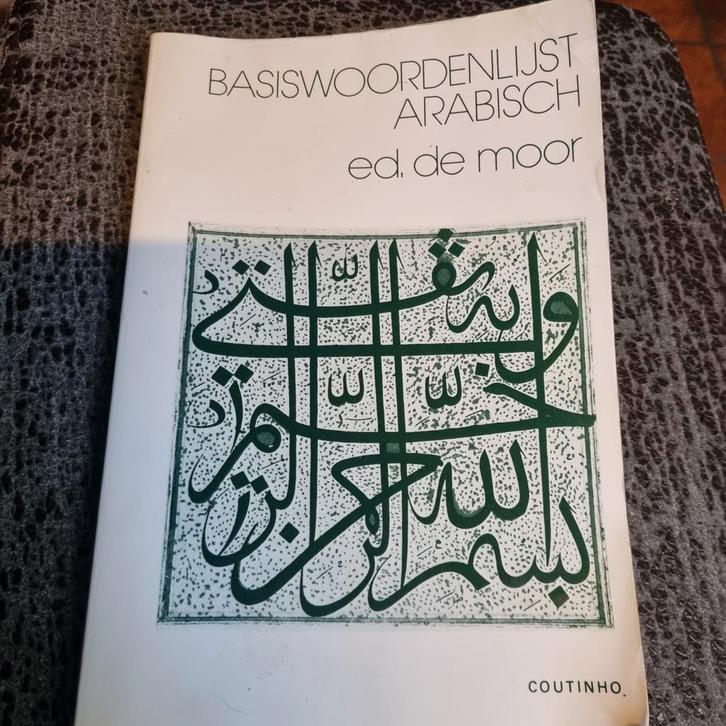 BASISWOORDENLIJST
ARABISCH
ed. de moor
بسم الله الرحمن الرحيم
وبه ثقتي
COUTINHO